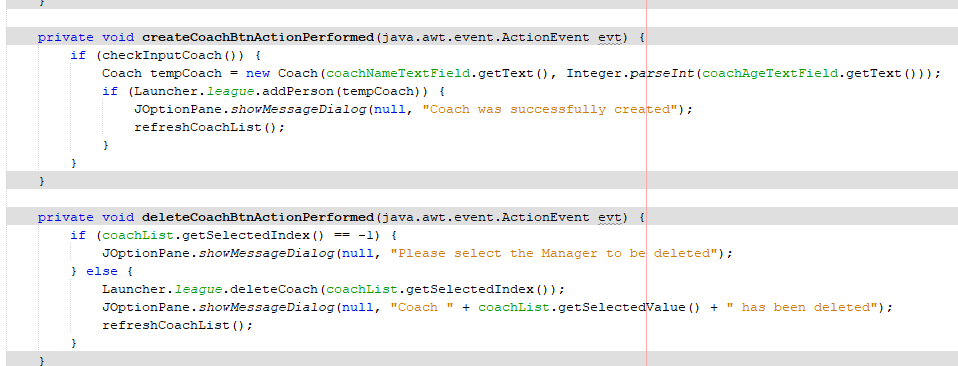 }
private void createCoachBtnActionPerformed(java.awt.event.ActionEvent evt) {
if (checkInputCoach()) {
Coach tempCoach = new Coach(coachNameTextField.getText(), Integer.parseInt(coachAgeTextField.getText()));
if (Launcher.league.addPerson(tempCoach)) {
JOptionPane.showMessageDialog(null, "Coach was successfully created");
refreshCoachList();
}
}
}
private void deleteCoachBtnActionPerformed(java.awt.event.ActionEvent evt) {
if (coachList.getSelectedIndex() == -1) {
JOptionPane.showMessageDialog(null, "Please select the Manager to be deleted");
} else {
Launcher.league.deleteCoach(coachList.getSelectedIndex());
JOptionPane.showMessageDialog(null, "Coach " + coachList.getSelectedValue() + " has been deleted");
refreshCoachList();
}
}